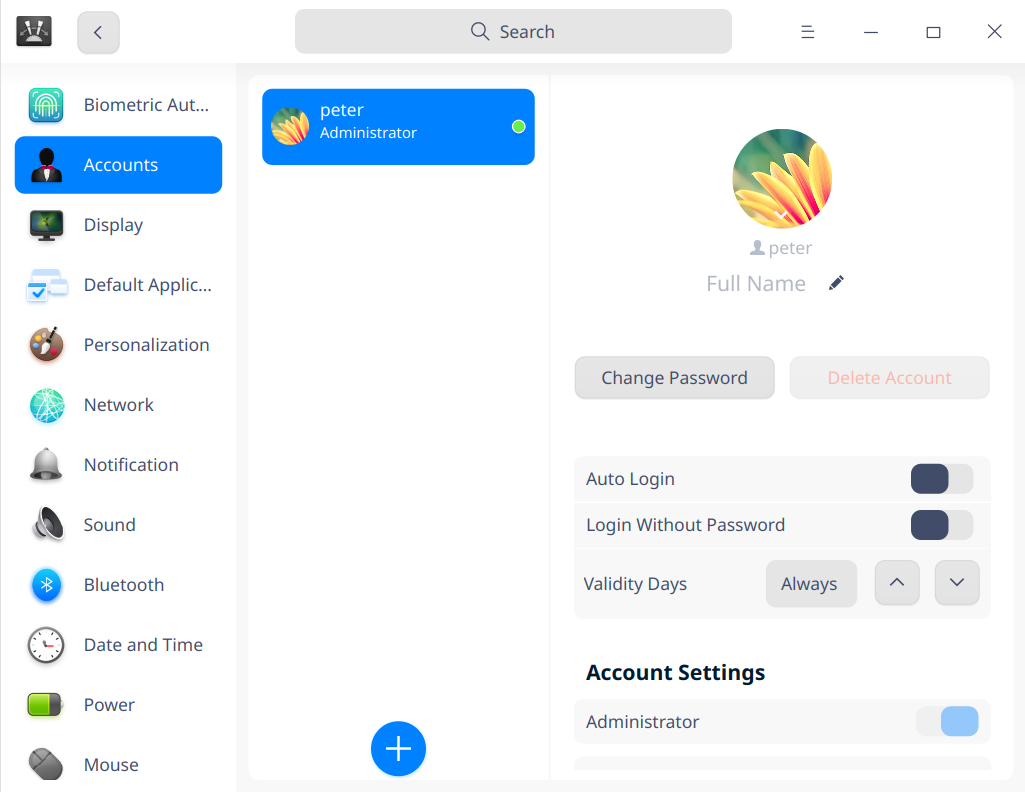 Search
Biometric Aut...
Accounts
Display
Default Applic...
Personalization
Network
Notification
Sound
Bluetooth
Date and Time
Power
Mouse
peter
Administrator
peter
Full Name
Change Password
Delete Account
Auto Login
Login Without Password
Validity Days
Always
Account Settings
Administrator